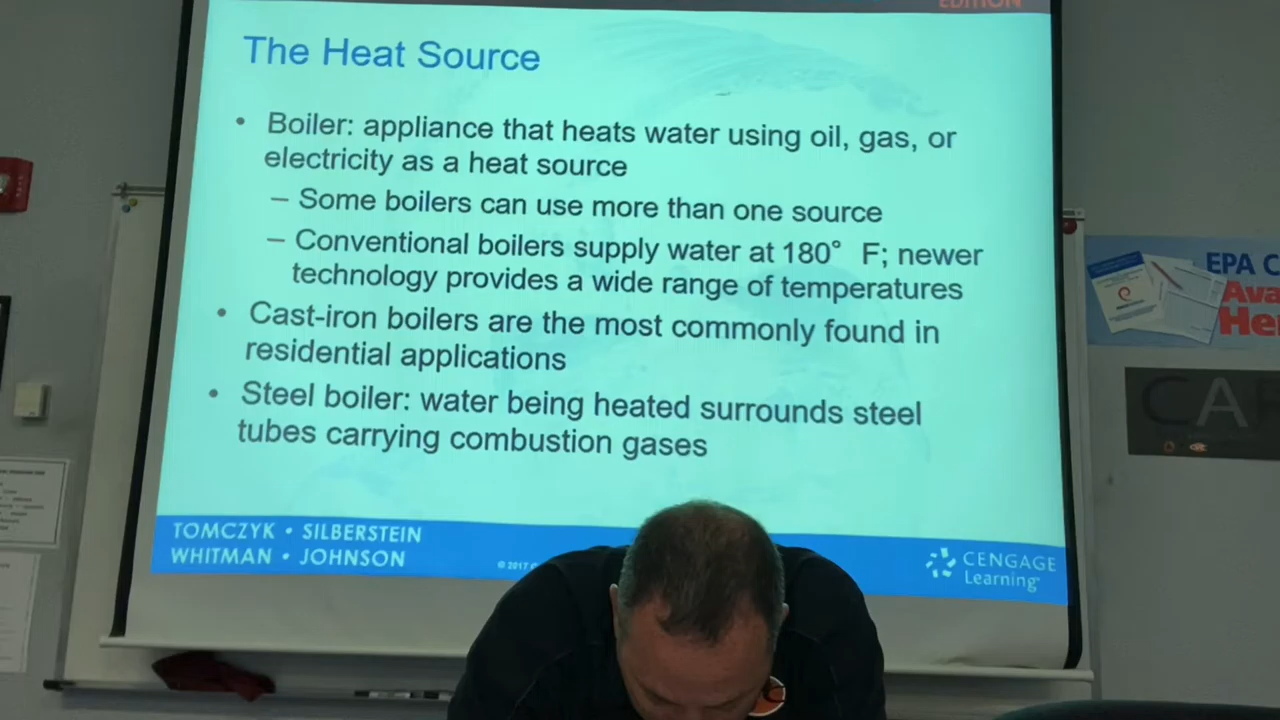 EDITION
The Heat Source
• Boiler: appliance that heats water using oil, gas, or
electricity as a heat source
– Some boilers can use more than one source
– Conventional boilers supply water at 180° F; newer
technology provides a wide range of temperatures
• Cast-iron boilers are the most commonly found in
residential applications
• Steel boiler: water being heated surrounds steel
tubes carrying combustion gases
TOMCZYK • SILBERSTEIN
WHITMAN • JOHNSON
© 2017
CENGAGE
Learning
EPA